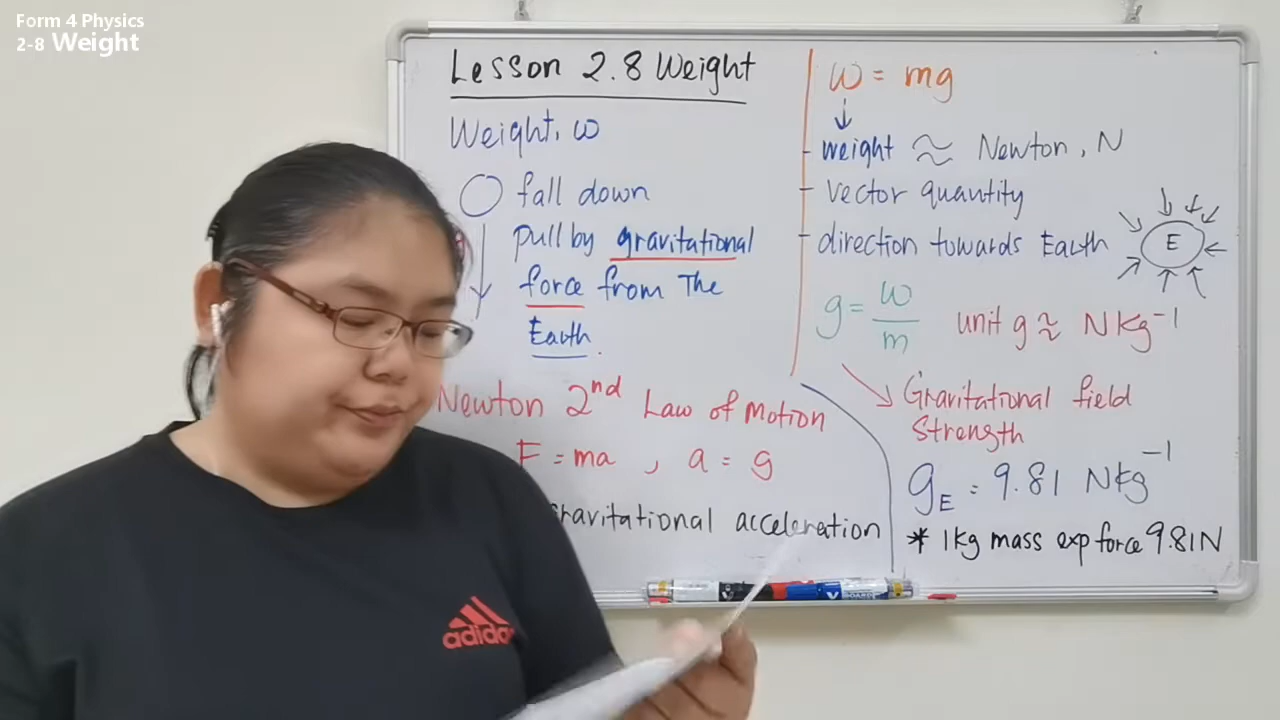 Form 4 Physics
2-8 Weight
Lesson 2.8 Weight
Weight, ω
fall down
pull by gravitational
force from The
Earth.
Newton 2nd Law of Motion
F = ma , a = g
gravitational acceleration
ω = mg
weight ≈ Newton, N
- vector quantity
- direction towards Earth
E
g = ω/m unit g ≈ N kg⁻¹
Gravitational field
Strength
gE = 9.81 N kg⁻¹
* 1kg mass exp force 9.81N
adidas